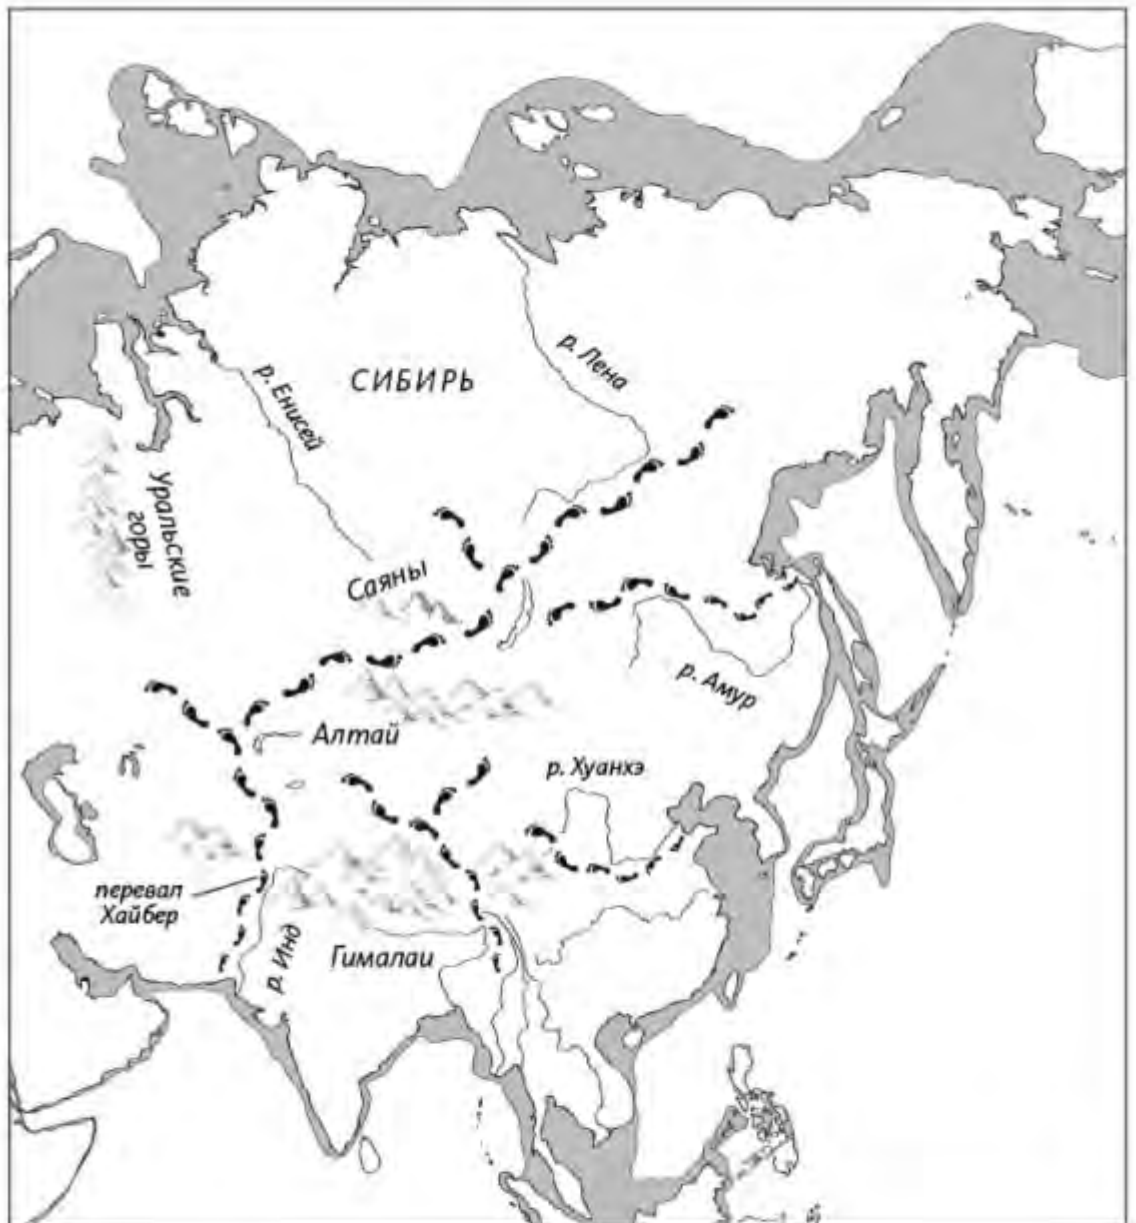 р. Лена
р. Енисей
СИБИРЬ
Уральские
горы
Саяны
р. Амур
Алтай
р. Хуанхэ
перевал
Хайбер
р. Инд
Гималаи